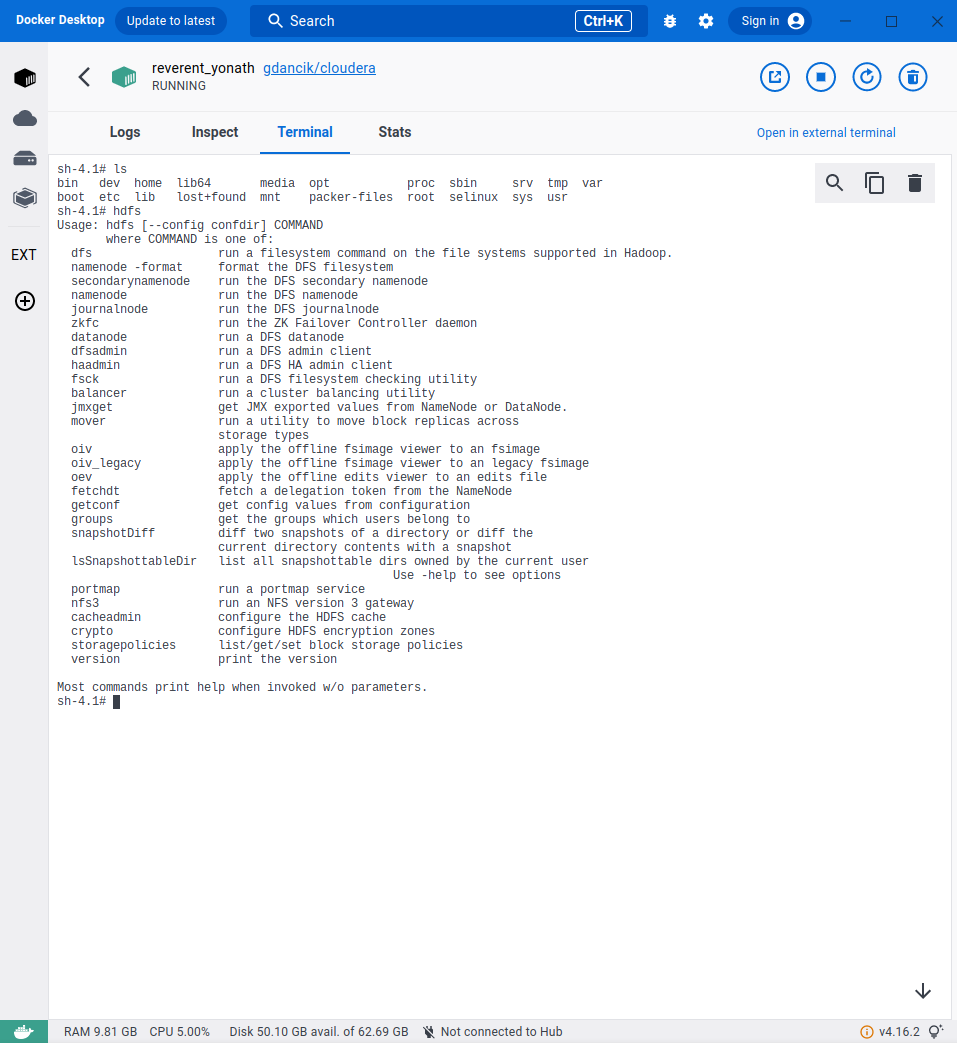 Docker Desktop Update to latest Search Ctrl+K Sign in
reverent_yonath gdancik/cloudera
RUNNING
Logs Inspect Terminal Stats Open in external terminal
EXT
sh-4.1# ls
bin   dev  home  lib64       media  opt           proc  sbin     srv  tmp  var
boot  etc  lib   lost+found  mnt    packer-files  root  selinux  sys  usr
sh-4.1# hdfs
Usage: hdfs [--config confdir] COMMAND
       where COMMAND is one of:
  dfs                  run a filesystem command on the file systems supported in Hadoop.
  namenode -format     format the DFS filesystem
  secondarynamenode    run the DFS secondary namenode
  namenode             run the DFS namenode
  journalnode          run the DFS journalnode
  zkfc                 run the ZK Failover Controller daemon
  datanode             run a DFS datanode
  dfsadmin             run a DFS admin client
  haadmin              run a DFS HA admin client
  fsck                 run a DFS filesystem checking utility
  balancer             run a cluster balancing utility
  jmxget               get JMX exported values from NameNode or DataNode.
  mover                run a utility to move block replicas across
                       storage types
  oiv                  apply the offline fsimage viewer to an fsimage
  oiv_legacy           apply the offline fsimage viewer to an legacy fsimage
  oev                  apply the offline edits viewer to an edits file
  fetchdt              fetch a delegation token from the NameNode
  getconf              get config values from configuration
  groups               get the groups which users belong to
  snapshotDiff         diff two snapshots of a directory or diff the
                       current directory contents with a snapshot
  lsSnapshottableDir   list all snapshottable dirs owned by the current user
                                                Use -help to see options
  portmap              run a portmap service
  nfs3                 run an NFS version 3 gateway
  cacheadmin           configure the HDFS cache
  crypto               configure HDFS encryption zones
  storagepolicies      list/get/set block storage policies
  version              print the version
Most commands print help when invoked w/o parameters.
sh-4.1#
RAM 9.81 GB CPU 5.00% Disk 50.10 GB avail. of 62.69 GB Not connected to Hub v4.16.2